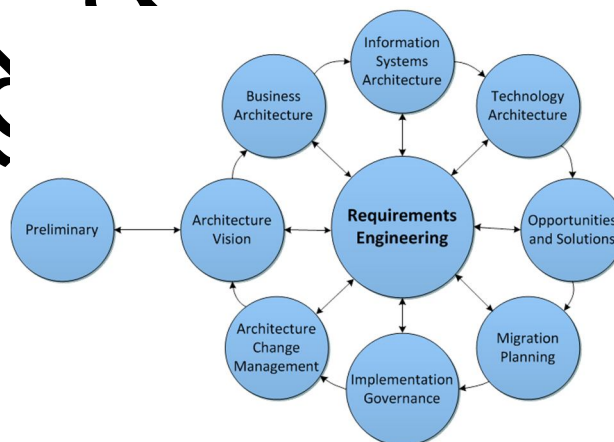 Information
Systems
Architecture
Business
Architecture
Technology
Architecture
Preliminary
Architecture
Vision
Requirements
Engineering
Opportunities
and Solutions
Architecture
Change
Management
Migration
Planning
Implementation
Governance